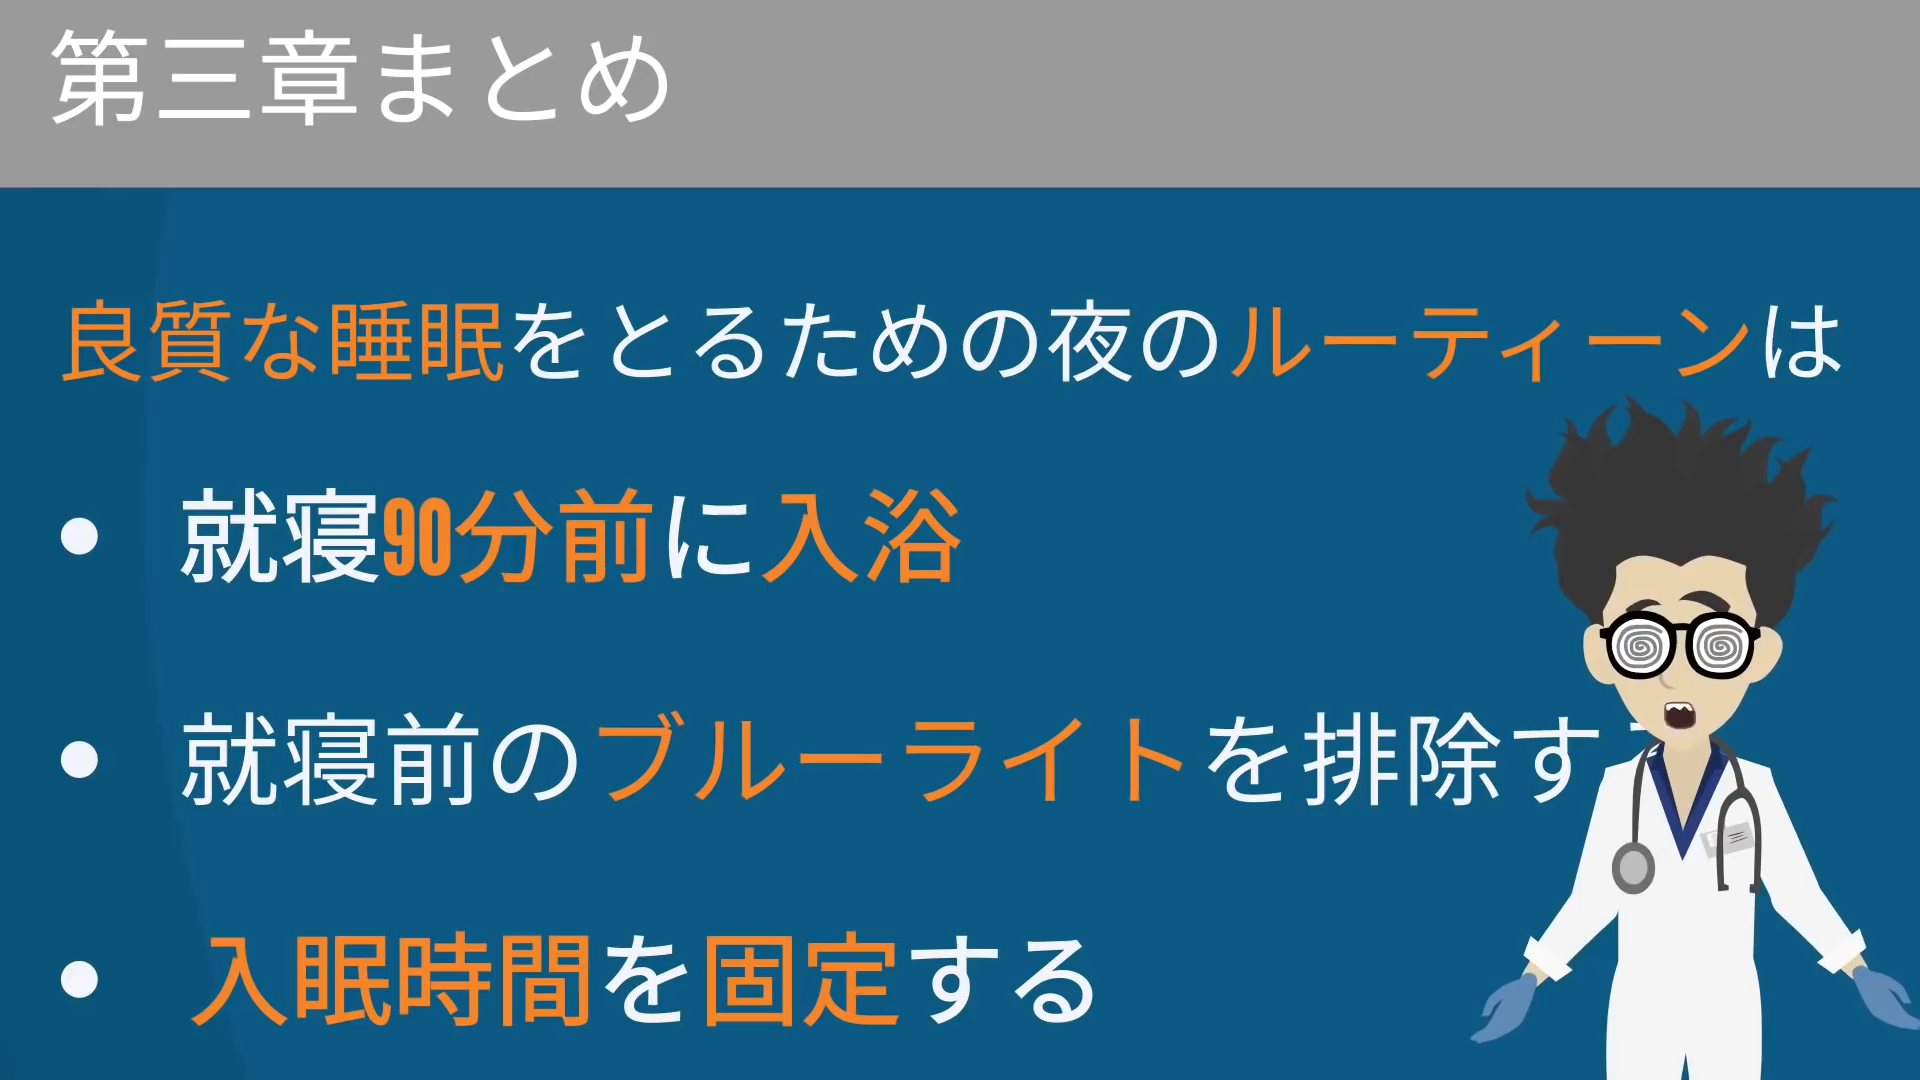 第三章まとめ
良質な睡眠をとるための夜のルーティーンは
• 就寝90分前に入浴
• 就寝前のブルーライトを排除す
• 入眠時間を固定する